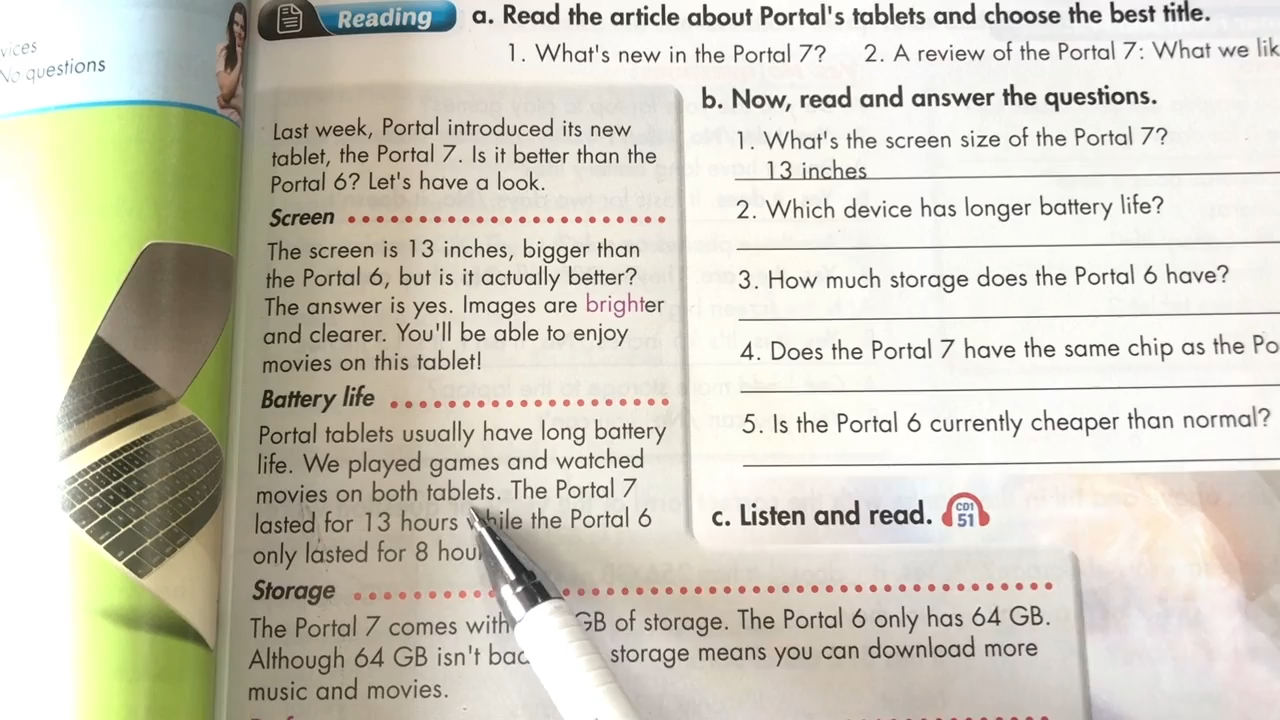 vices
No questions
Reading
a. Read the article about Portal's tablets and choose the best title.
1. What's new in the Portal 7? 2. A review of the Portal 7: What we lik
Last week, Portal introduced its new
tablet, the Portal 7. Is it better than the
Portal 6? Let's have a look.
Screen
The screen is 13 inches, bigger than
the Portal 6, but is it actually better?
The answer is yes. Images are brighter
and clearer. You'll be able to enjoy
movies on this tablet!
Battery life
Portal tablets usually have long battery
life. We played games and watched
movies on both tablets. The Portal 7
lasted for 13 hours while the Portal 6
only lasted for 8 hou
Storage
The Portal 7 comes with GB of storage. The Portal 6 only has 64 GB.
Although 64 GB isn't bad storage means you can download more
music and movies.
b. Now, read and answer the questions.
1. What's the screen size of the Portal 7?
13 inches
2. Which device has longer battery life?
3. How much storage does the Portal 6 have?
4. Does the Portal 7 have the same chip as the Po
5. Is the Portal 6 currently cheaper than normal?
c. Listen and read.
CD1
51